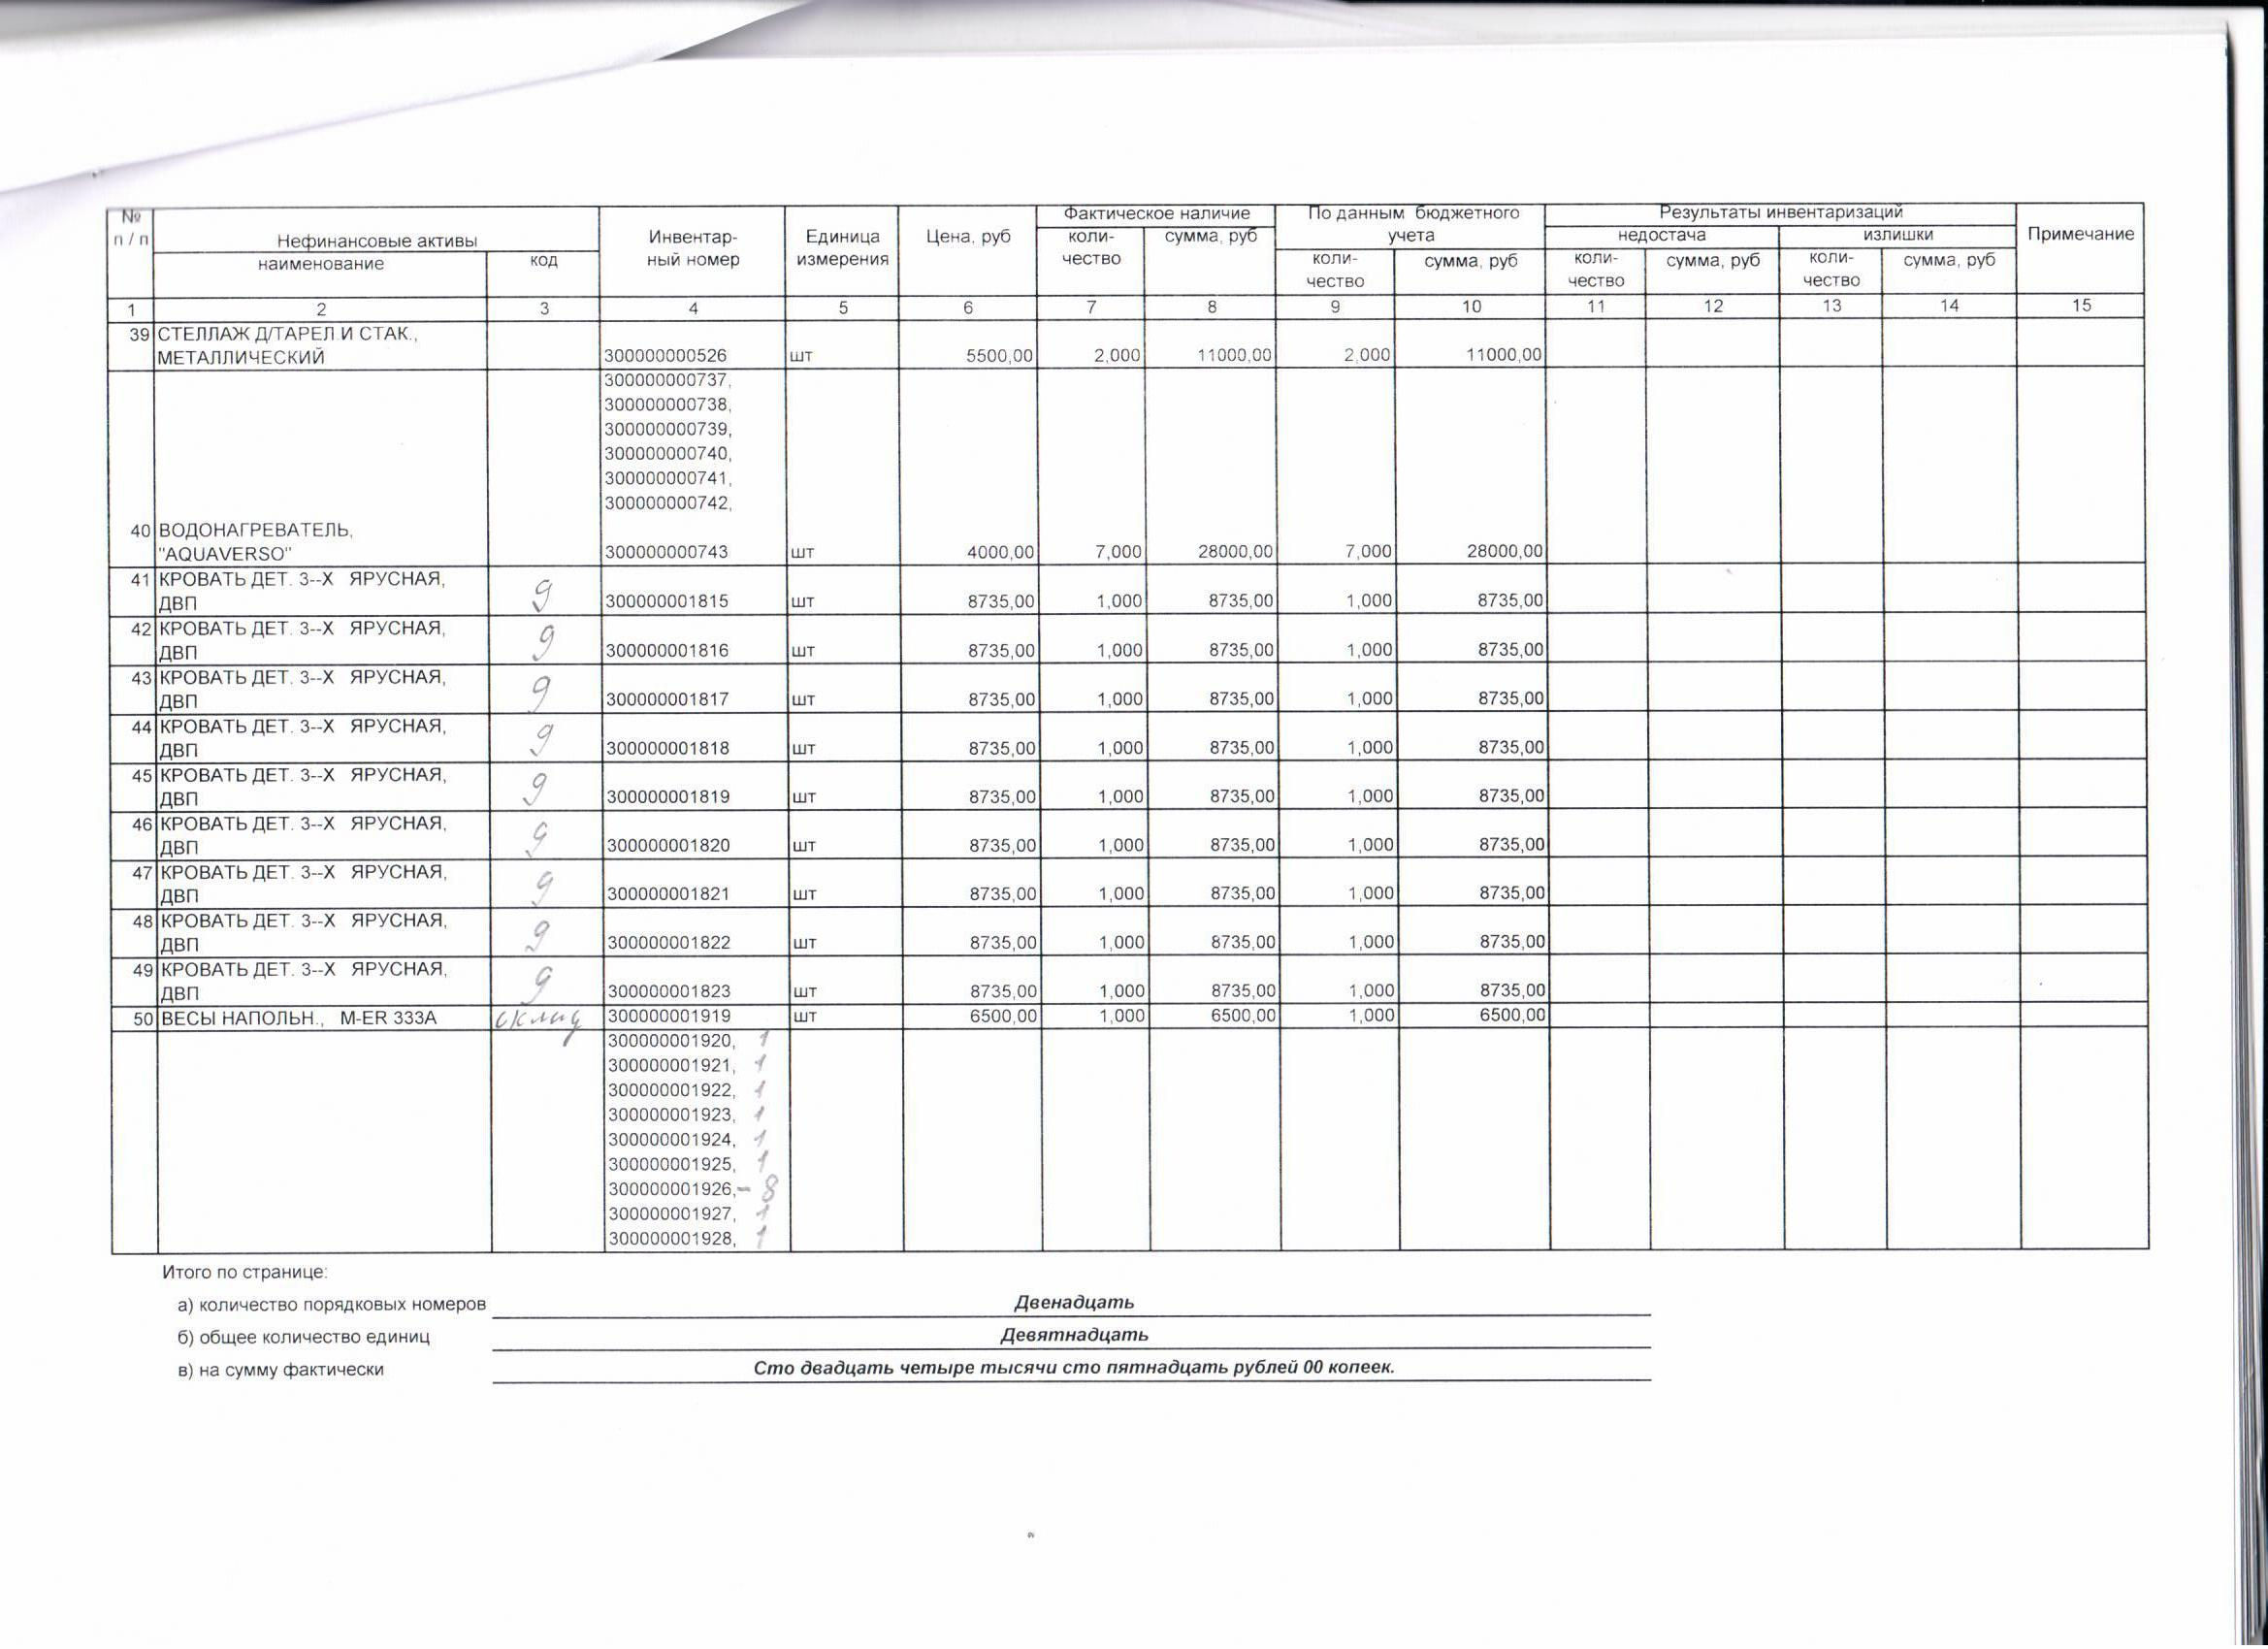 № п / п Нефинансовые активы Инвентар- ный номер Единица измерения Цена, руб Фактическое наличие По данным бюджетного учета Результаты инвентаризаций Примечание
наименование код коли- чество сумма, руб коли- чество сумма, руб недостача излишки
коли- чество сумма, руб коли- чество сумма, руб
1 2 3 4 5 6 7 8 9 10 11 12 13 14 15
39 СТЕЛЛАЖ Д/ТАРЕЛ.И СТАК.,
МЕТАЛЛИЧЕСКИЙ 300000000526 шт 5500,00 2,000 11000,00 2,000 11000,00
300000000737,
300000000738,
300000000739,
300000000740,
300000000741,
300000000742,
40 ВОДОНАГРЕВАТЕЛЬ,
"AQUAVERSO" 300000000743 шт 4000,00 7,000 28000,00 7,000 28000,00
41 КРОВАТЬ ДЕТ. 3--Х ЯРУСНАЯ,
ДВП 9 300000001815 шт 8735,00 1,000 8735,00 1,000 8735,00
42 КРОВАТЬ ДЕТ. 3--Х ЯРУСНАЯ,
ДВП 9 300000001816 шт 8735,00 1,000 8735,00 1,000 8735,00
43 КРОВАТЬ ДЕТ. 3--Х ЯРУСНАЯ,
ДВП 9 300000001817 шт 8735,00 1,000 8735,00 1,000 8735,00
44 КРОВАТЬ ДЕТ. 3--Х ЯРУСНАЯ,
ДВП 9 300000001818 шт 8735,00 1,000 8735,00 1,000 8735,00
45 КРОВАТЬ ДЕТ. 3--Х ЯРУСНАЯ,
ДВП 9 300000001819 шт 8735,00 1,000 8735,00 1,000 8735,00
46 КРОВАТЬ ДЕТ. 3--Х ЯРУСНАЯ,
ДВП 9 300000001820 шт 8735,00 1,000 8735,00 1,000 8735,00
47 КРОВАТЬ ДЕТ. 3--Х ЯРУСНАЯ,
ДВП 9 300000001821 шт 8735,00 1,000 8735,00 1,000 8735,00
48 КРОВАТЬ ДЕТ. 3--Х ЯРУСНАЯ,
ДВП 9 300000001822 шт 8735,00 1,000 8735,00 1,000 8735,00
49 КРОВАТЬ ДЕТ. 3--Х ЯРУСНАЯ,
ДВП 9 300000001823 шт 8735,00 1,000 8735,00 1,000 8735,00
50 ВЕСЫ НАПОЛЬН., М-ER 333А склад 300000001919 шт 6500,00 1,000 6500,00 1,000 6500,00
300000001920, 1
300000001921, 1
300000001922, 1
300000001923, 1
300000001924, 1
300000001925, 1
300000001926,- 8
300000001927, 1
300000001928, 1
Итого по странице:
а) количество порядковых номеров Двенадцать
б) общее количество единиц Девятнадцать
в) на сумму фактически Сто двадцать четыре тысячи сто пятнадцать рублей 00 копеек.